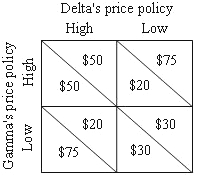 Delta's price policy
High Low
Gamma's price policy
High
$50 $75
$50 $20
Low
$20 $30
$75 $30